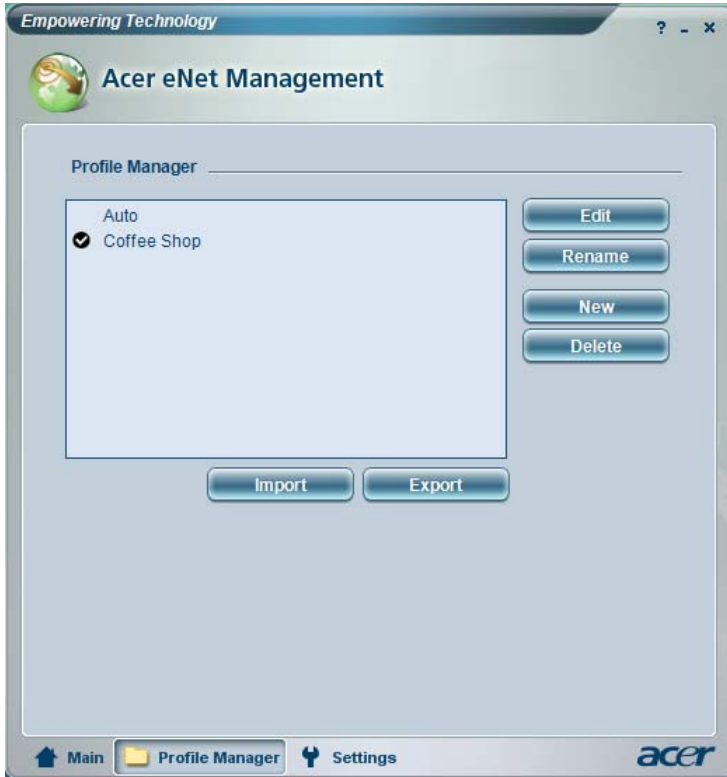 Empowering Technology
? - ×
Acer eNet Management
Profile Manager
Auto
Coffee Shop
Edit
Rename
New
Delete
Import
Export
Main
Profile Manager
Settings
acer